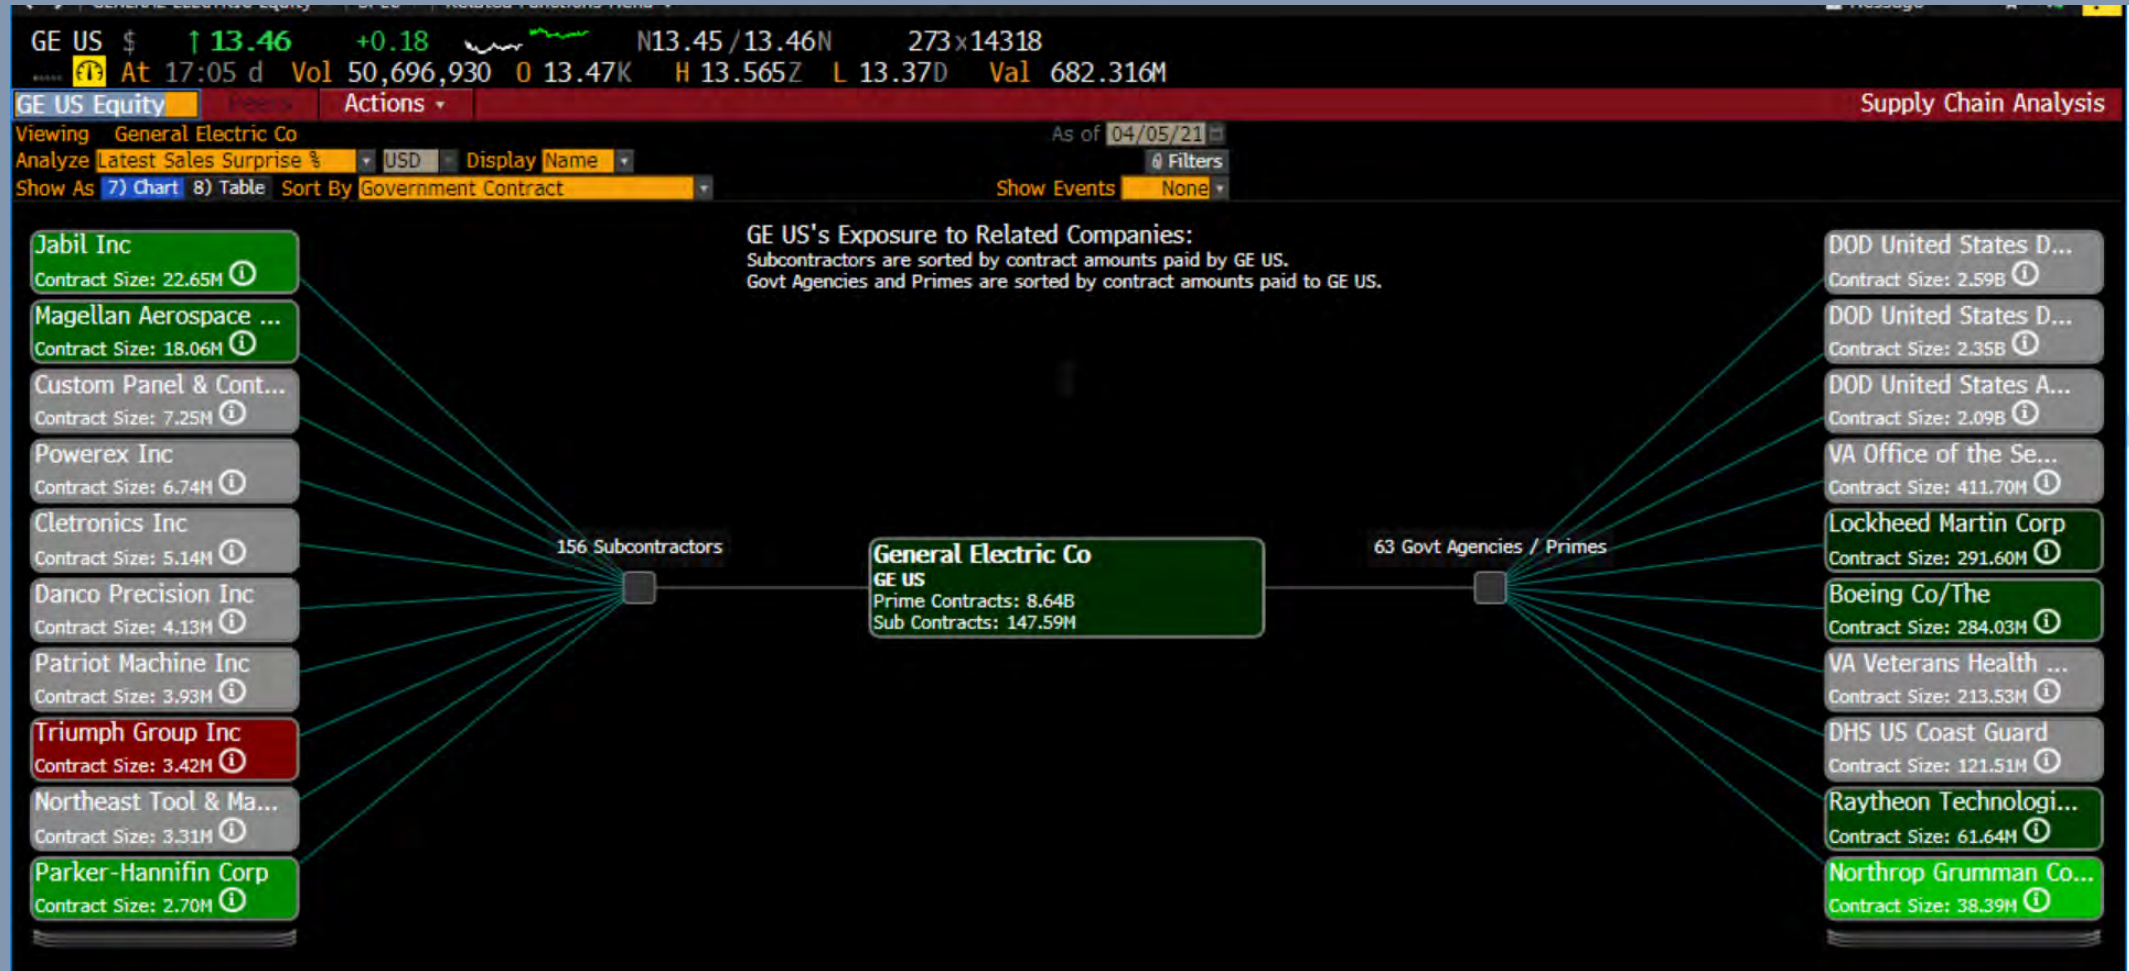 GENERAL ELECTRIC Equity SPLC Related Functions Menu Message
GE US $ ↑ 13.46 +0.18 N13.45/13.46N 273x14318
At 17:05 d Vol 50,696,930 O 13.47K H 13.565Z L 13.37D Val 682.316M
GE US Equity Peers Actions Supply Chain Analysis
Viewing General Electric Co As of 04/05/21
Analyze Latest Sales Surprise % USD Display Name Filters
Show As 7) Chart 8) Table Sort By Government Contract Show Events None
GE US's Exposure to Related Companies:
Subcontractors are sorted by contract amounts paid by GE US.
Govt Agencies and Primes are sorted by contract amounts paid to GE US.
Jabil Inc
Contract Size: 22.65M
Magellan Aerospace ...
Contract Size: 18.06M
Custom Panel & Cont...
Contract Size: 7.25M
Powerex Inc
Contract Size: 6.74M
Cletronics Inc
Contract Size: 5.14M
Danco Precision Inc
Contract Size: 4.13M
Patriot Machine Inc
Contract Size: 3.93M
Triumph Group Inc
Contract Size: 3.42M
Northeast Tool & Ma...
Contract Size: 3.31M
Parker-Hannifin Corp
Contract Size: 2.70M
156 Subcontractors
General Electric Co
GE US
Prime Contracts: 8.64B
Sub Contracts: 147.59M
63 Govt Agencies / Primes
DOD United States D...
Contract Size: 2.59B
DOD United States D...
Contract Size: 2.35B
DOD United States A...
Contract Size: 2.09B
VA Office of the Se...
Contract Size: 411.70M
Lockheed Martin Corp
Contract Size: 291.60M
Boeing Co/The
Contract Size: 284.03M
VA Veterans Health ...
Contract Size: 213.53M
DHS US Coast Guard
Contract Size: 121.51M
Raytheon Technologi...
Contract Size: 61.64M
Northrop Grumman Co...
Contract Size: 38.39M